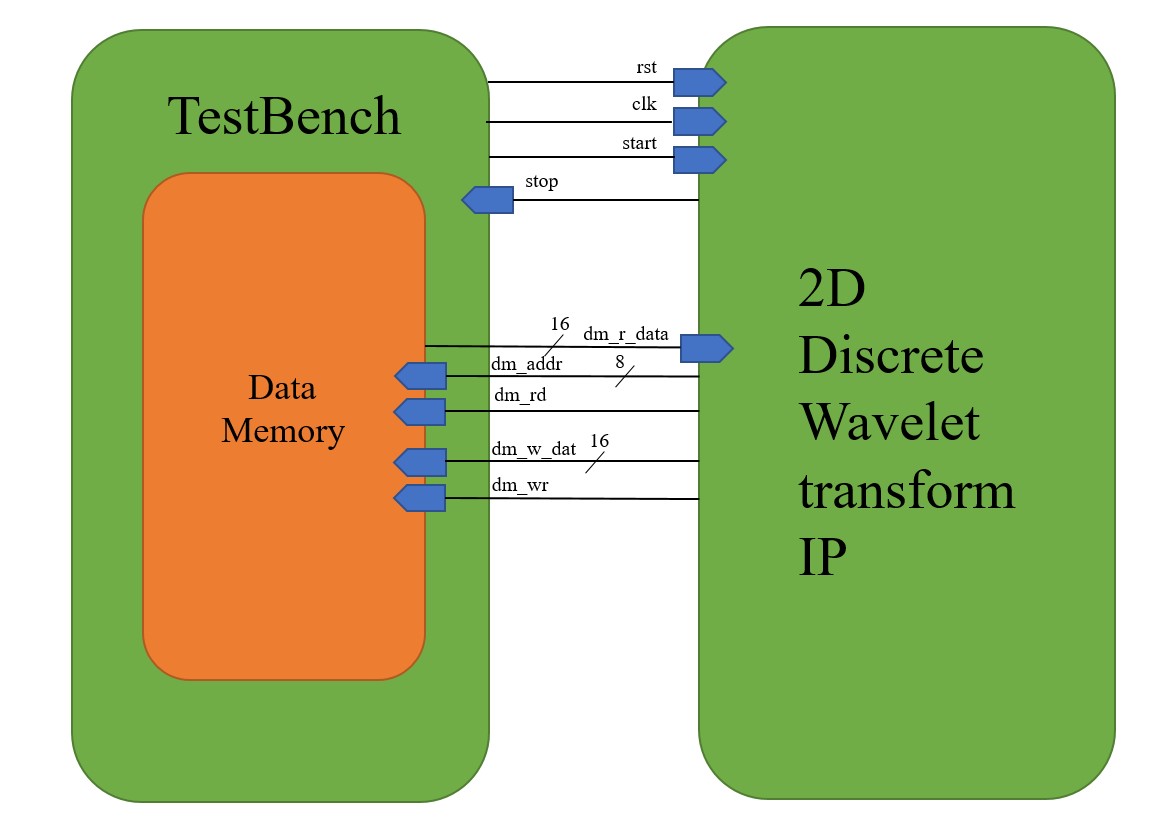 TestBench
rst
clk
start
stop
16
dm_r_data
dm_addr
8
dm_rd
dm_w_dat
16
dm_wr
Data
Memory
2D
Discrete
Wavelet
transform
IP